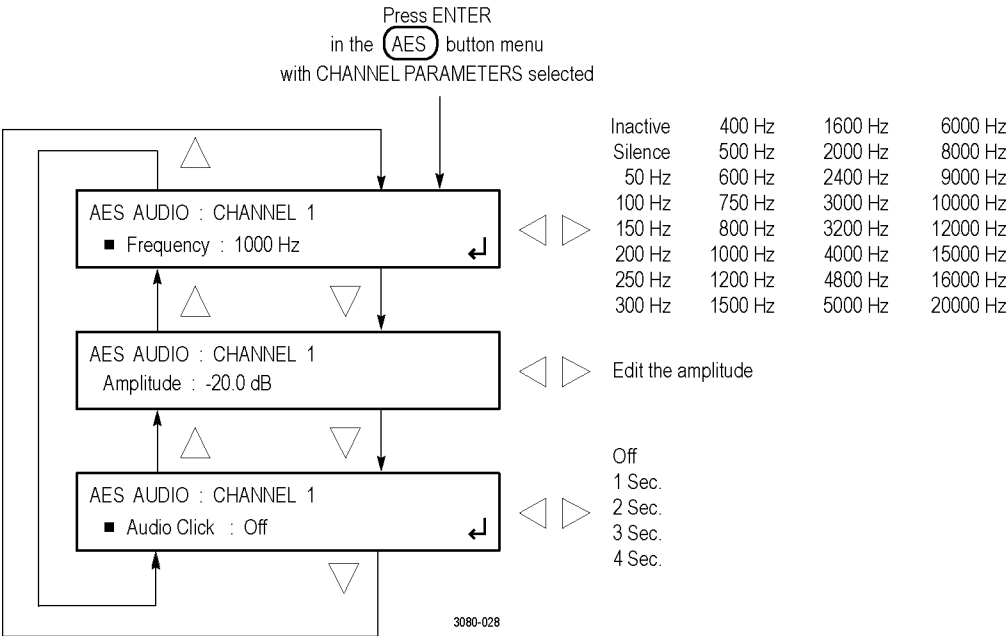 Press ENTER
in the AES button menu
with CHANNEL PARAMETERS selected
AES AUDIO : CHANNEL 1
■ Frequency : 1000 Hz
Inactive 400 Hz 1600 Hz 6000 Hz
Silence 500 Hz 2000 Hz 8000 Hz
50 Hz 600 Hz 2400 Hz 9000 Hz
100 Hz 750 Hz 3000 Hz 10000 Hz
150 Hz 800 Hz 3200 Hz 12000 Hz
200 Hz 1000 Hz 4000 Hz 15000 Hz
250 Hz 1200 Hz 4800 Hz 16000 Hz
300 Hz 1500 Hz 5000 Hz 20000 Hz
AES AUDIO : CHANNEL 1
Amplitude : -20.0 dB
Edit the amplitude
AES AUDIO : CHANNEL 1
■ Audio Click : Off
Off
1 Sec.
2 Sec.
3 Sec.
4 Sec.
3080-028